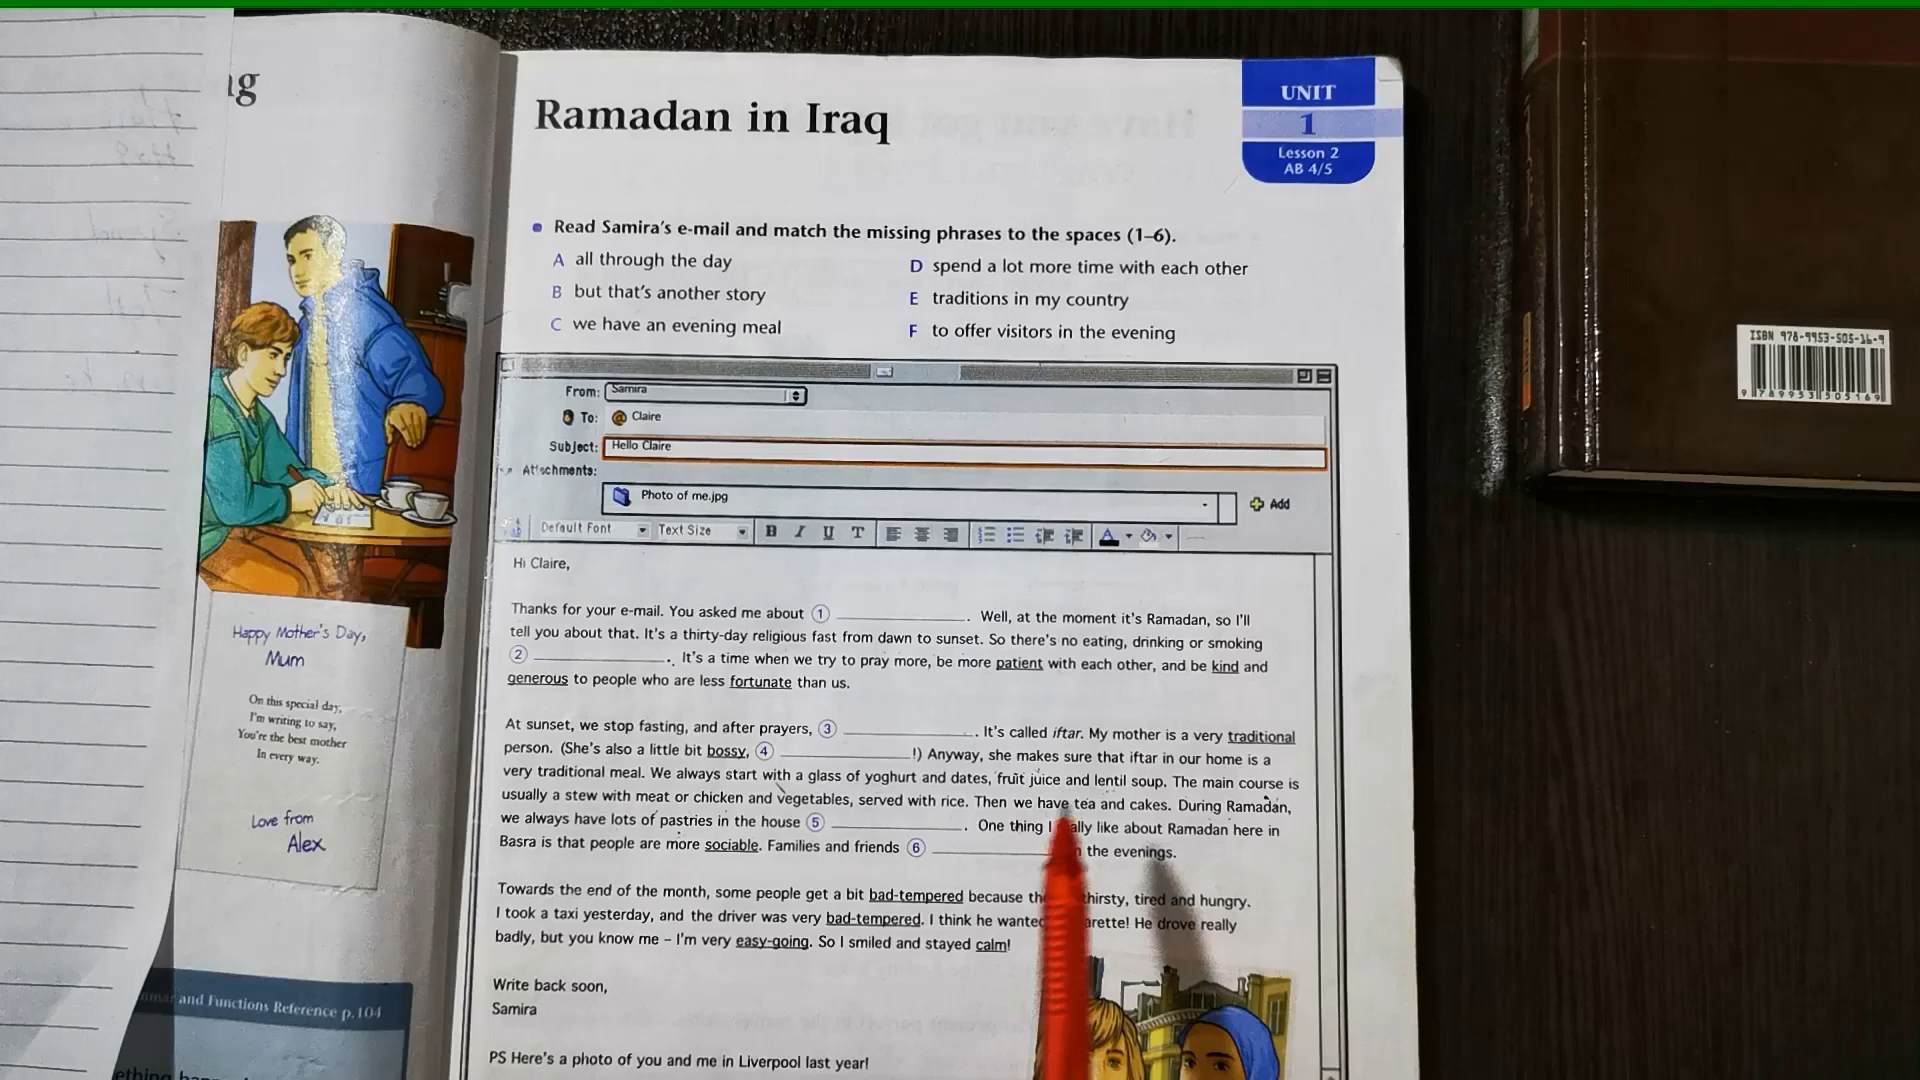 Ramadan in Iraq
UNIT
1
Lesson 2
AB 4/5
Read Samira's e-mail and match the missing phrases to the spaces (1–6).
A all through the day
B but that's another story
C we have an evening meal
D spend a lot more time with each other
E traditions in my country
F to offer visitors in the evening
From: Samira
To: Claire
Subject: Hello Claire
Attachments:
Photo of me.jpg
Add
Default Font Text Size B I U T
Hi Claire,
Thanks for your e-mail. You asked me about 1 ____________. Well, at the moment it's Ramadan, so I'll
tell you about that. It's a thirty-day religious fast from dawn to sunset. So there's no eating, drinking or smoking
2 ____________. It's a time when we try to pray more, be more patient with each other, and be kind and
generous to people who are less fortunate than us.
At sunset, we stop fasting, and after prayers, 3 ____________. It's called iftar. My mother is a very traditional
person. (She's also a little bit bossy, 4 ____________!) Anyway, she makes sure that iftar in our home is a
very traditional meal. We always start with a glass of yoghurt and dates, fruit juice and lentil soup. The main course is
usually a stew with meat or chicken and vegetables, served with rice. Then we have tea and cakes. During Ramadan,
we always have lots of pastries in the house 5 ____________. One thing I like about Ramadan here in
Basra is that people are more sociable. Families and friends 6 ____________ the evenings.
Towards the end of the month, some people get a bit bad-tempered because thirsty, tired and hungry.
I took a taxi yesterday, and the driver was very bad-tempered. I think he wanted He drove really
badly, but you know me – I'm very easy-going. So I smiled and stayed calm!
Write back soon,
Samira
PS Here's a photo of you and me in Liverpool last year!
Happy Mother's Day,
Mum
On this special day,
I'm writing to say,
You're the best mother
In every way.
Love from
Alex
and Functions Reference p.104
ISBN 978-9953-505-16-9
9 789953 505169